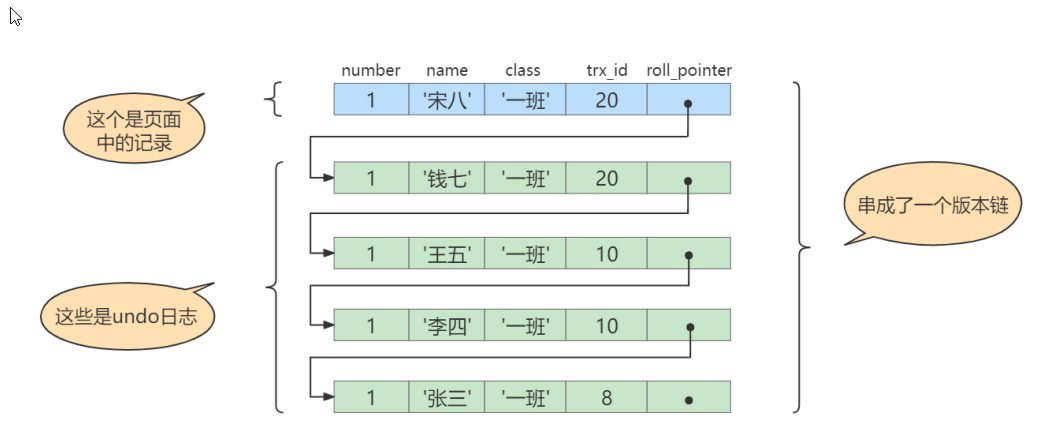 number name class trx_id roll_pointer
1 '宋八' '一班' 20
这个是页面
中的记录
1 '钱七' '一班' 20
串成了一个版本链
1 '王五' '一班' 10
这些是undo日志
1 '李四' '一班' 10
1 '张三' '一班' 8